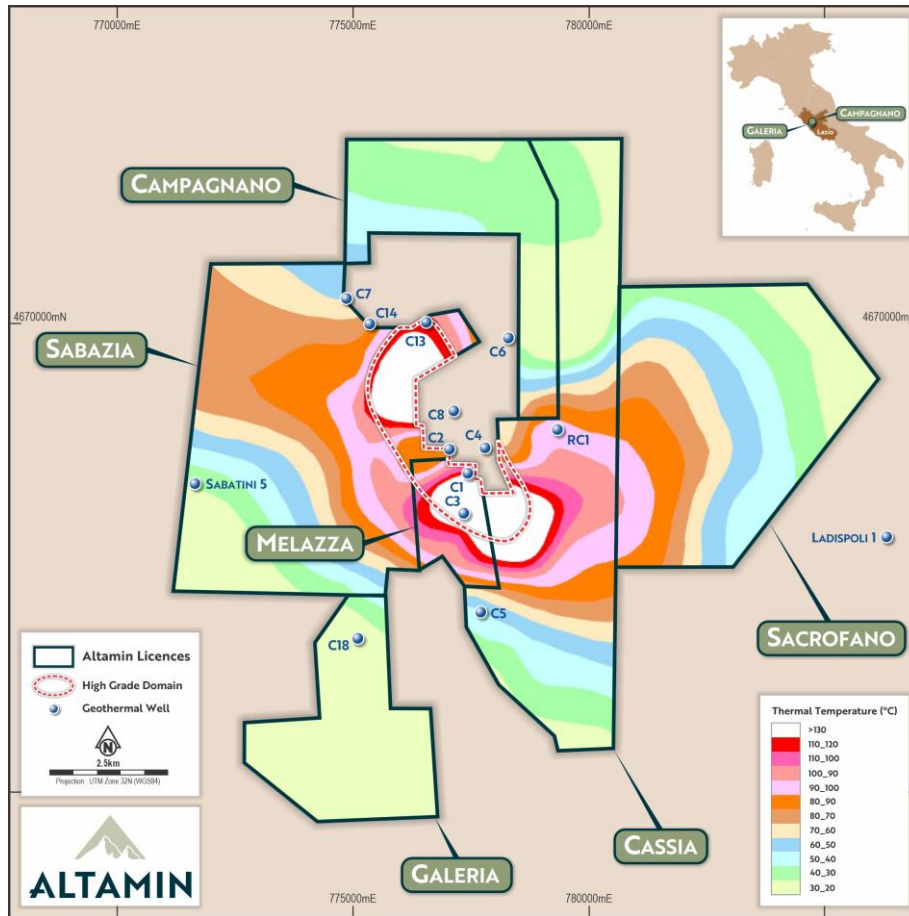 770000mE
775000mE
780000mE
CAMPAGNANO
GALERIA
Lazio
CAMPAGNANO
4670000mN
4670000mN
C7
C14
C13
C6
SABAZIA
C8
C2
C4
RC1
C1
C3
SABATINI 5
MELAZZA
LADISPOLI 1
C5
C18
SACROFANO
Altamin Licences
High Grade Domain
Geothermal Well
N
2.5km
Projection : UTM Zone 32N (WGS84)
Thermal Temperature (°C)
>130
110_120
110_100
100_90
90_100
80_90
80_70
70_60
60_50
50_40
40_30
30_20
CASSIA
GALERIA
ALTAMIN
775000mE
780000mE